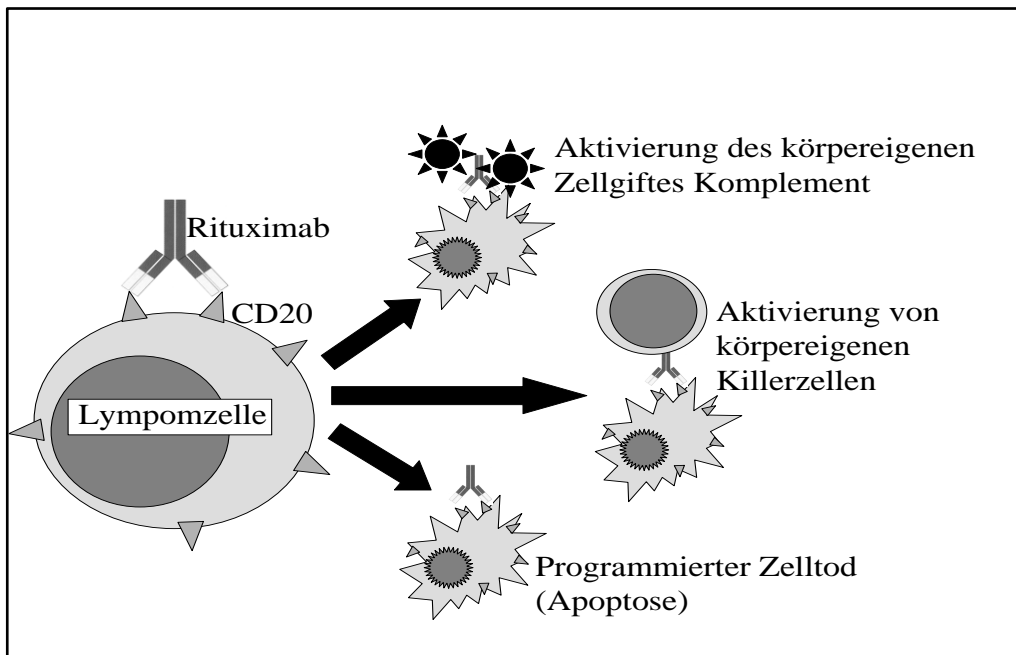 Aktivierung des körpereigenen
Zellgiftes Komplement
Rituximab
CD20
Aktivierung von
körpereigenen
Killerzellen
Lympomzelle
Programmierter Zelltod
(Apoptose)